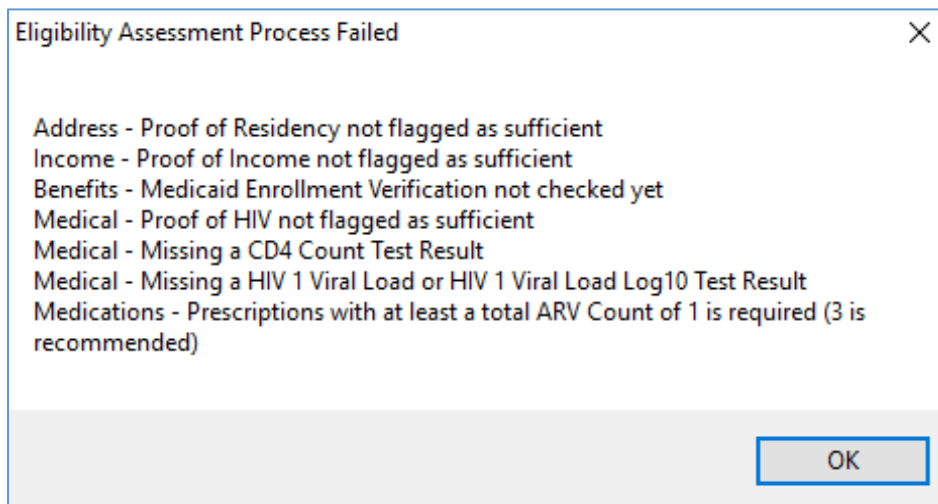 Eligibility Assessment Process Failed
Address - Proof of Residency not flagged as sufficient
Income - Proof of Income not flagged as sufficient
Benefits - Medicaid Enrollment Verification not checked yet
Medical - Proof of HIV not flagged as sufficient
Medical - Missing a CD4 Count Test Result
Medical - Missing a HIV 1 Viral Load or HIV 1 Viral Load Log10 Test Result
Medications - Prescriptions with at least a total ARV Count of 1 is required (3 is
recommended)
OK